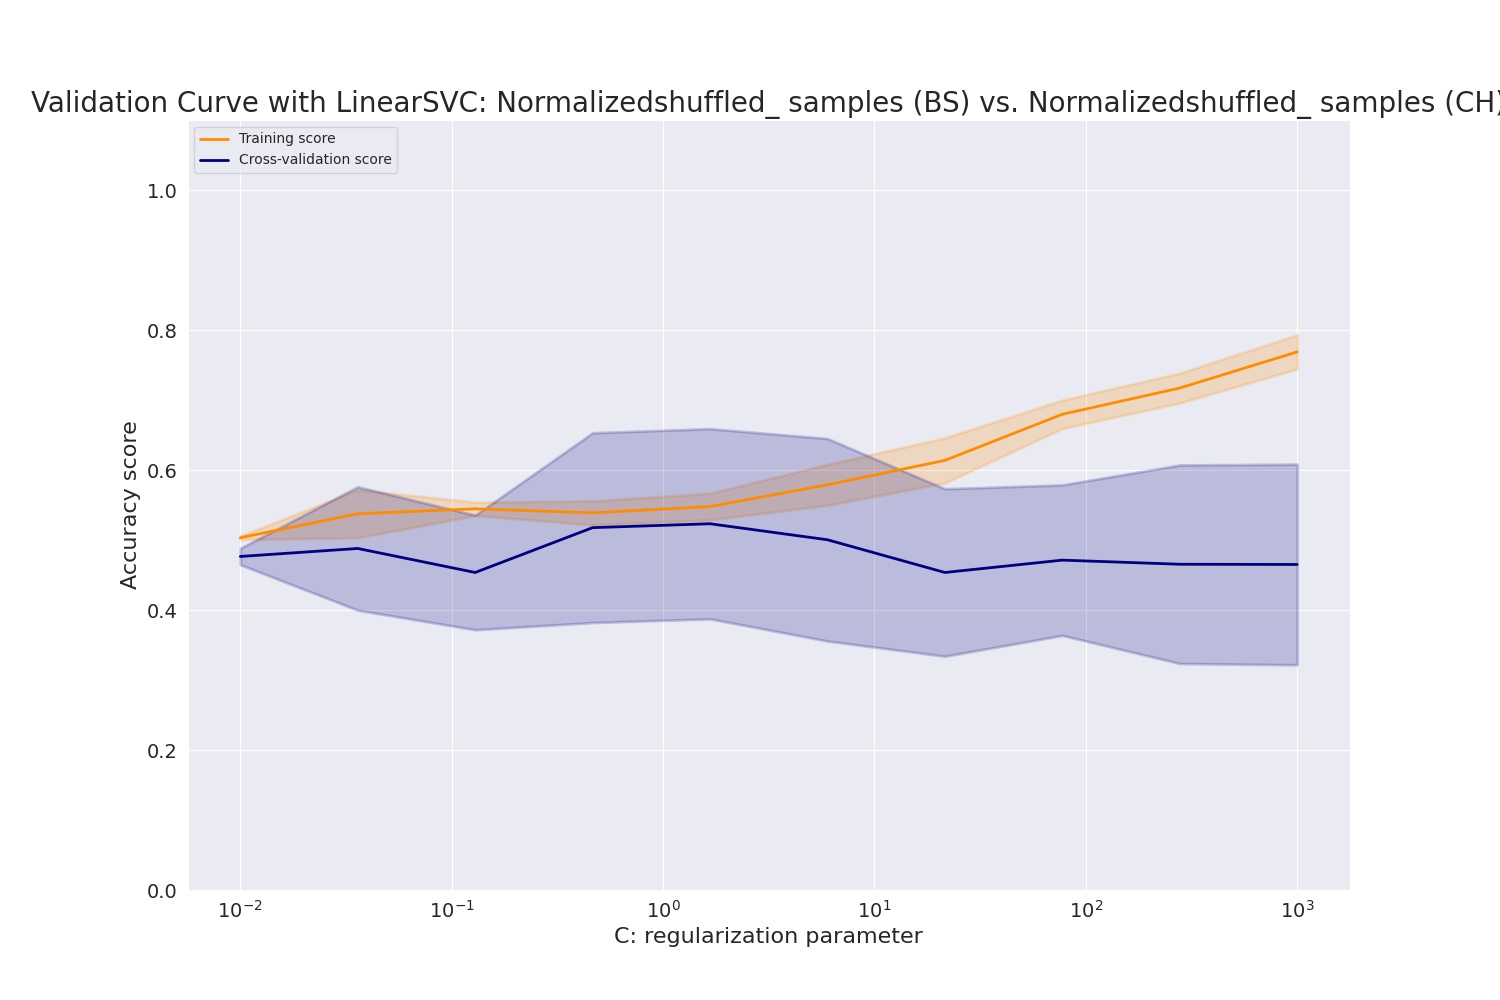 Validation Curve with LinearSVC: Normalizedshuffled_ samples (BS) vs. Normalizedshuffled_ samples (CH)
Training score
Cross-validation score
1.0
0.8
0.6
0.4
0.2
0.0
Accuracy score
10⁻² 10⁻¹ 10⁰ 10¹ 10² 10³
C: regularization parameter